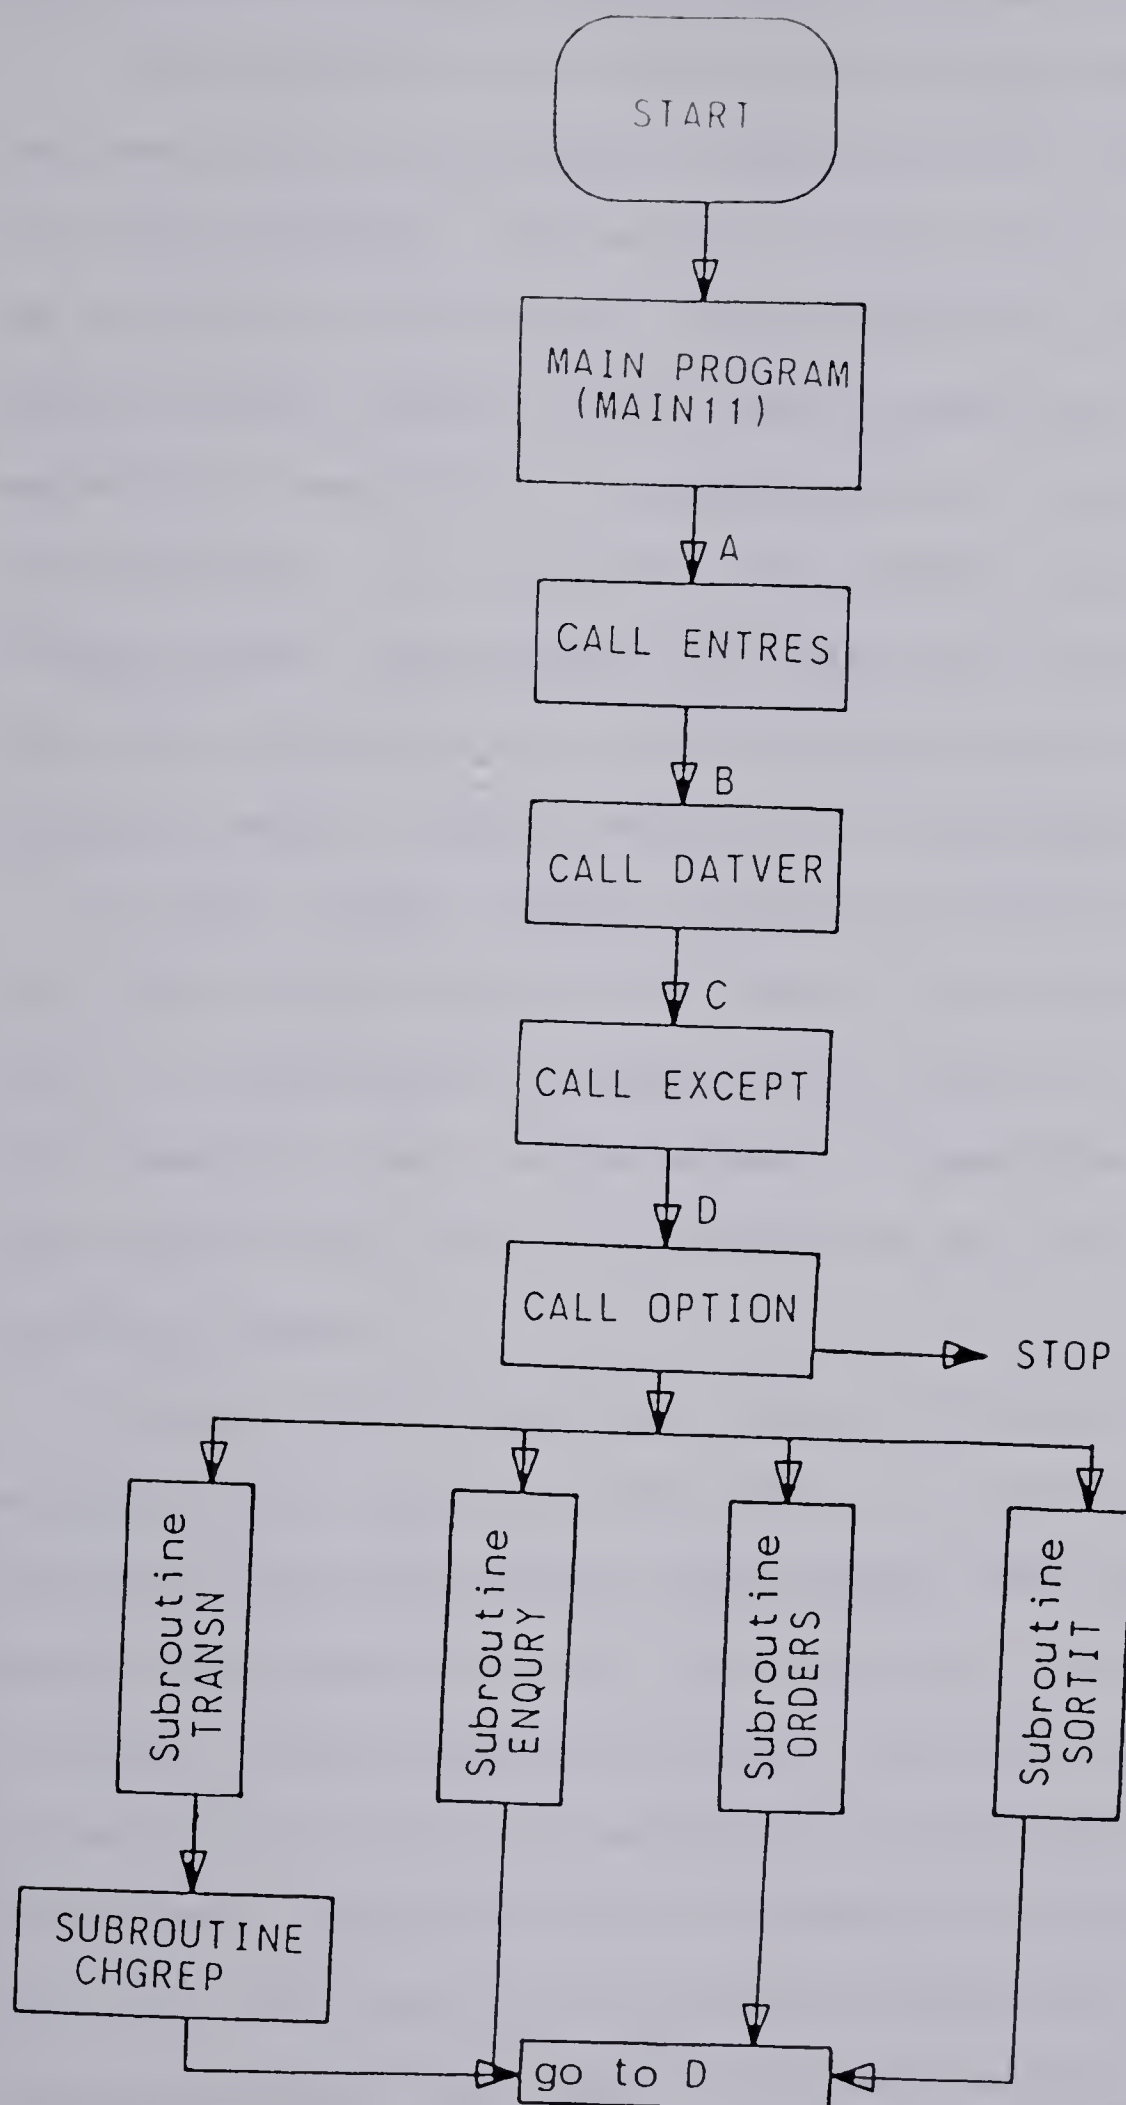 START
MAIN PROGRAM
(MAIN11)
A
CALL ENTRES
B
CALL DATVER
C
CALL EXCEPT
D
CALL OPTION
STOP
Subroutine
TRANSN
Subroutine
ENQURY
Subroutine
ORDERS
Subroutine
SORTIT
SUBROUTINE
CHGREP
go to D